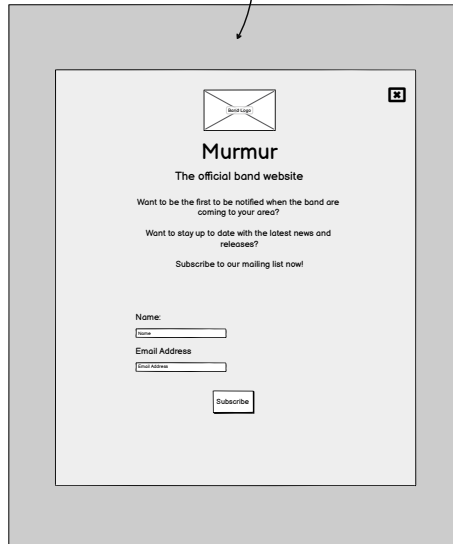 Band Logo
Murmur
The official band website
Want to be the first to be notified when the band are
coming to your area?
Want to stay up to date with the latest news and
releases?
Subscribe to our mailing list now!
Name:
Name
Email Address
Email Address
Subscribe